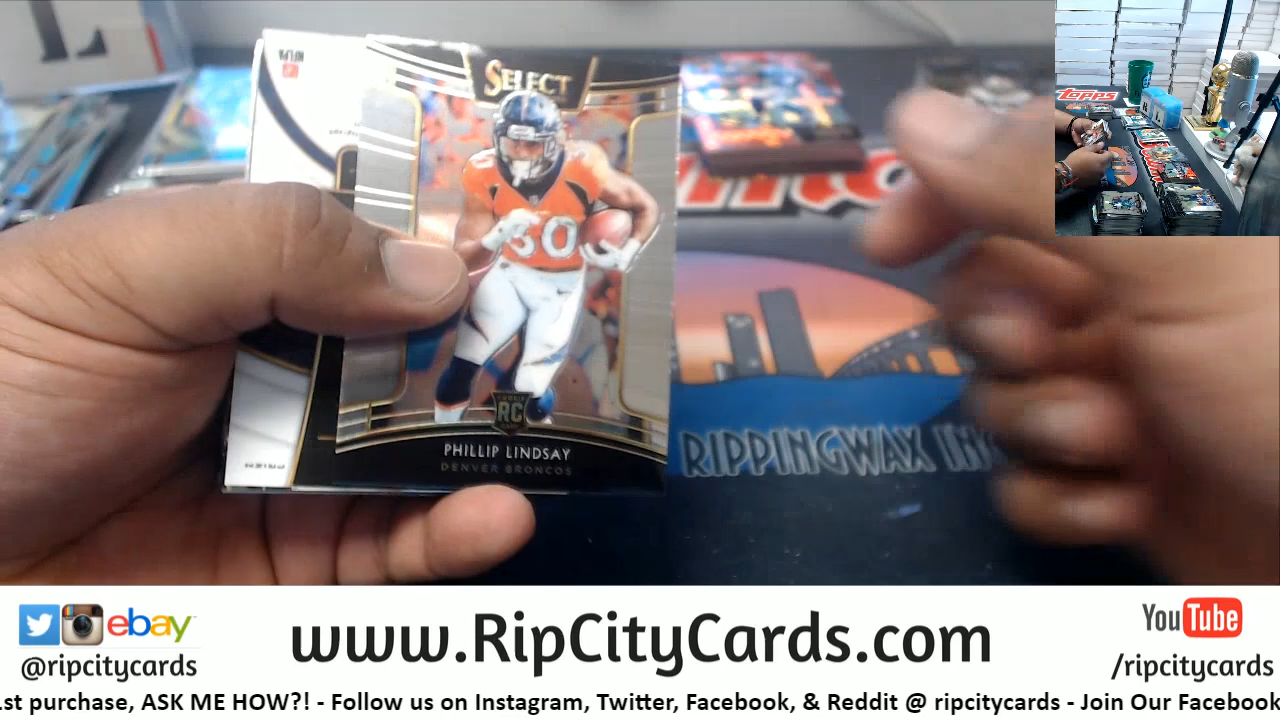 SELECT
30
RC
PHILLIP LINDSAY
DENVER BRONCOS
RIPPINGWAX IN
topps
ebay
@ripcitycards
www.RipCityCards.com
YouTube
/ripcitycards
st purchase, ASK ME HOW?! - Follow us on Instagram, Twitter, Facebook, & Reddit @ ripcitycards - Join Our Facebook